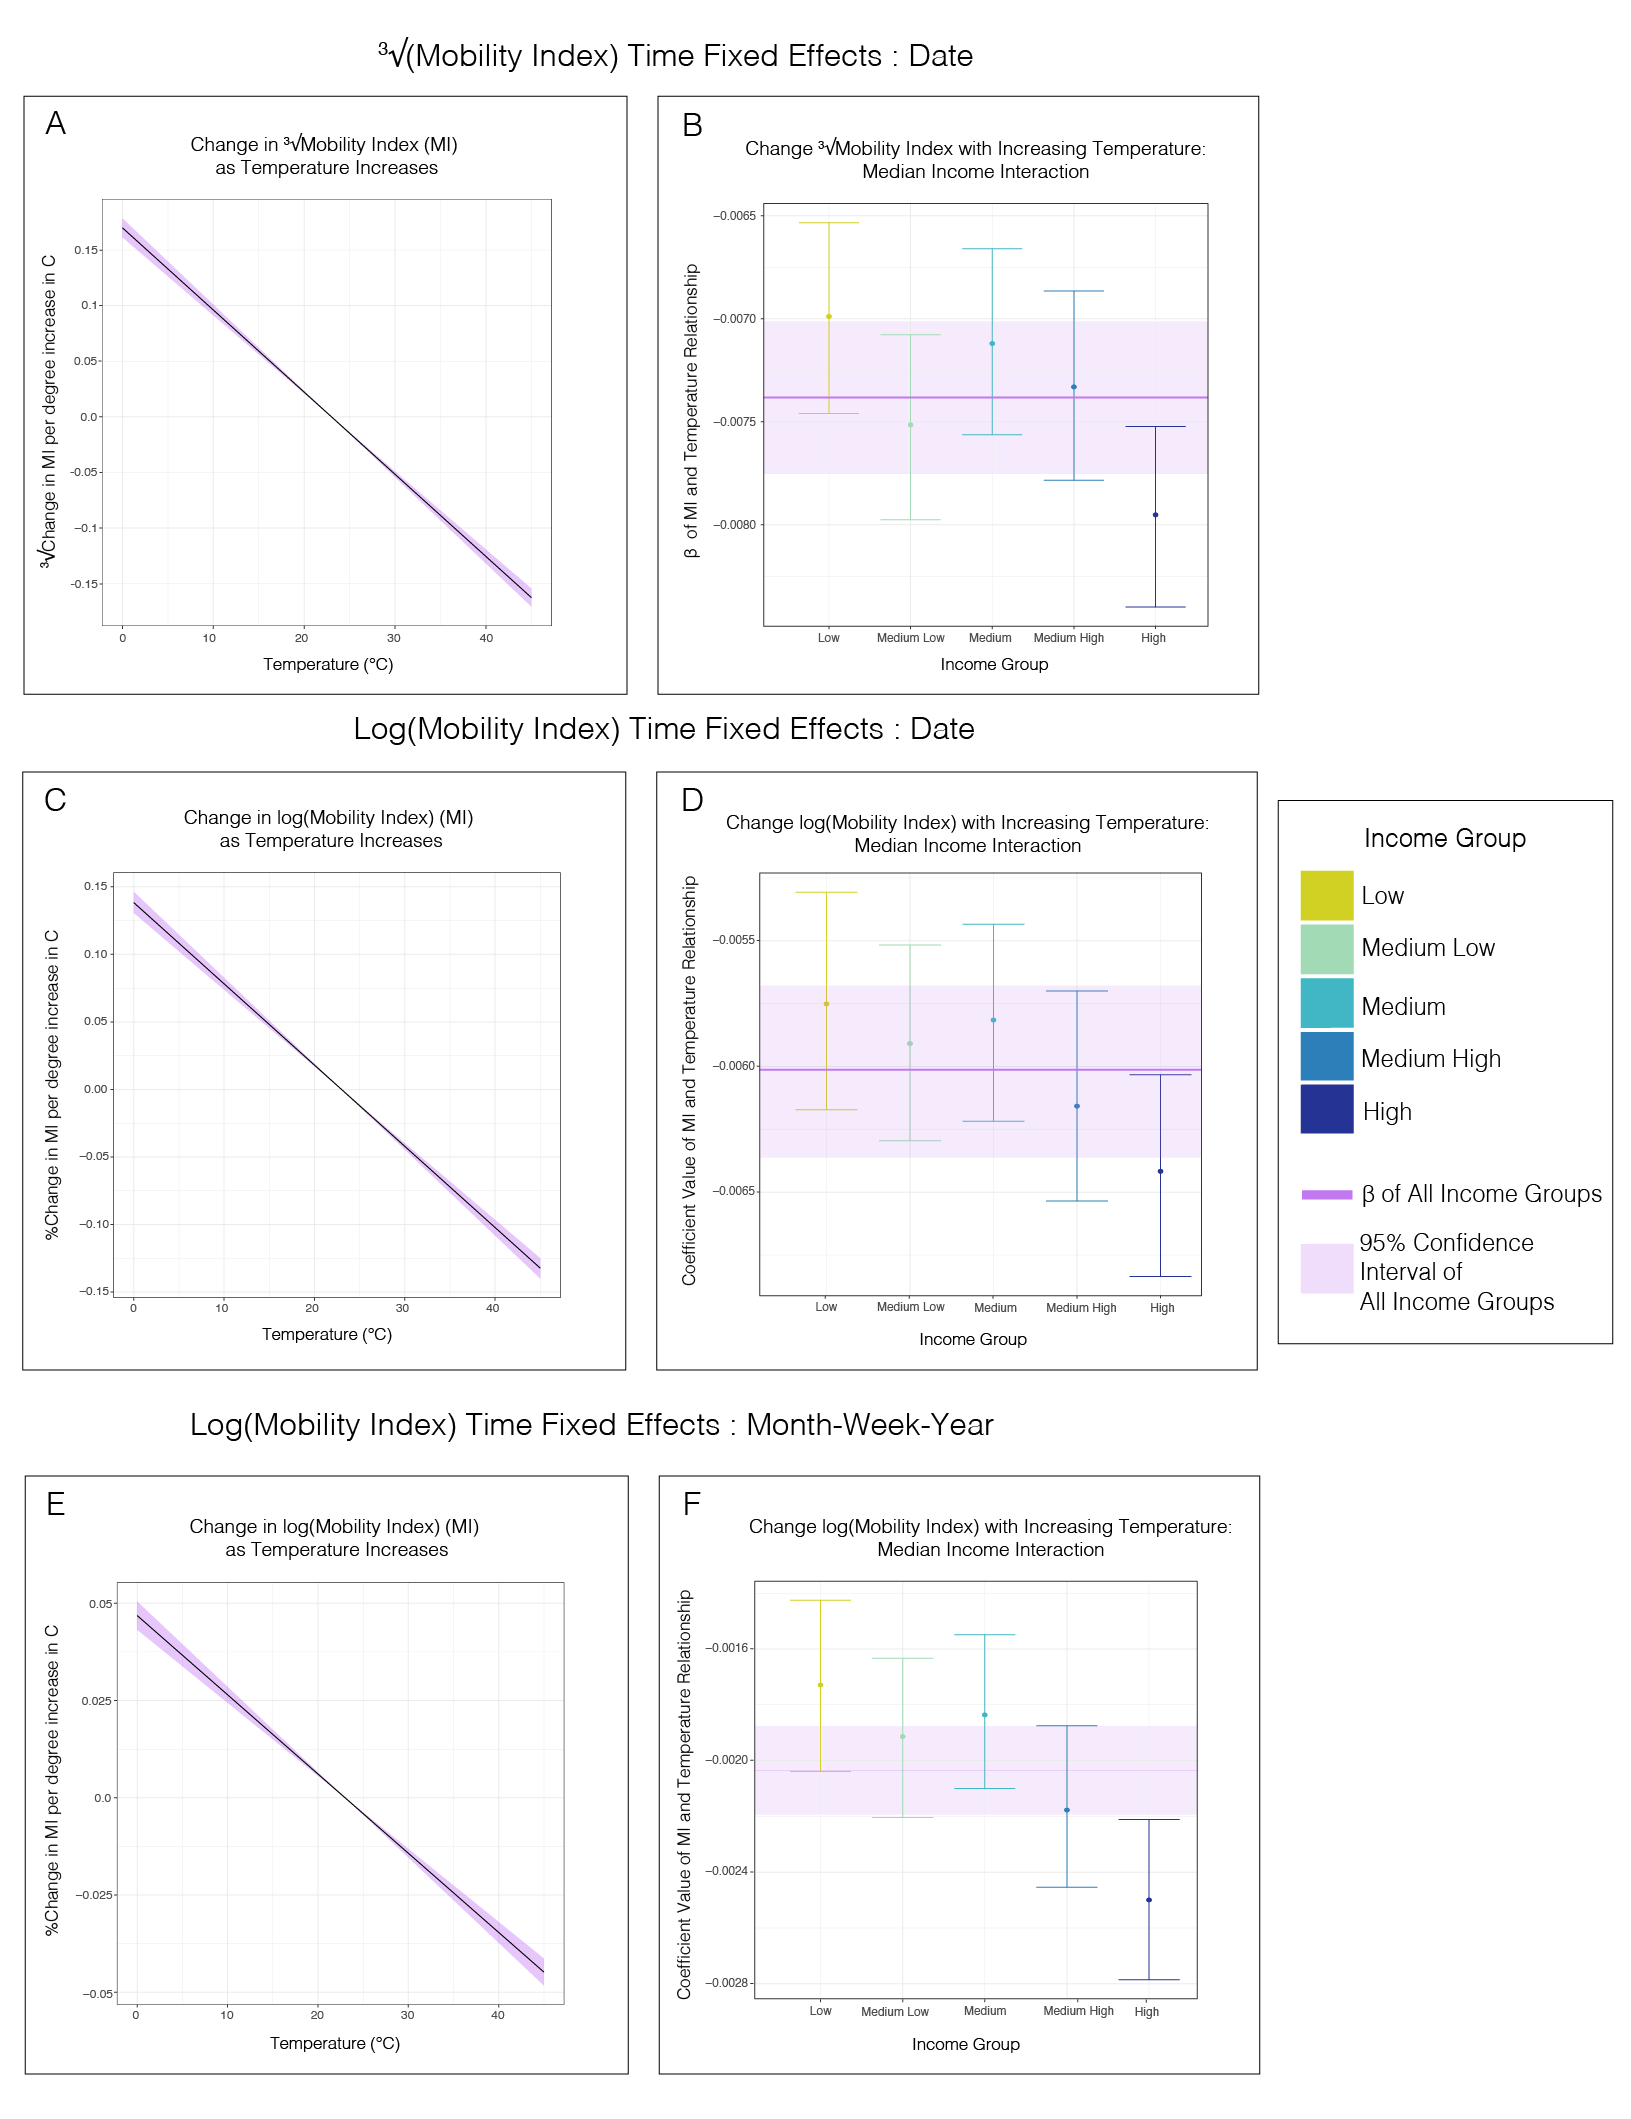 ³√(Mobility Index) Time Fixed Effects : Date
A
Change in ³√Mobility Index (MI)
as Temperature Increases
³√Change in MI per degree increase in C
0.15
0.1
0.05
0.0
-0.05
–0.1
-0.15
0 10 20 30 40
Temperature (°C)
B
Change ³√Mobility Index with Increasing Temperature:
Median Income Interaction
β of MI and Temperature Relationship
–0.0065
–0.0070
–0.0075
–0.0080
Low Medium Low Medium Medium High High
Income Group
Log(Mobility Index) Time Fixed Effects : Date
C
Change in log(Mobility Index) (MI)
as Temperature Increases
%Change in MI per degree increase in C
0.15
0.10
0.05
0.00
–0.05
–0.10
–0.15
0 10 20 30 40
Temperature (°C)
D
Change log(Mobility Index) with Increasing Temperature:
Median Income Interaction
Coefficient Value of MI and Temperature Relationship
–0.0055
–0.0060
–0.0065
Low Medium Low Medium Medium High High
Income Group
Income Group
Low
Medium Low
Medium
Medium High
High
β of All Income Groups
95% Confidence
Interval of
All Income Groups
Log(Mobility Index) Time Fixed Effects : Month-Week-Year
E
Change in log(Mobility Index) (MI)
as Temperature Increases
%Change in MI per degree increase in C
0.05
0.025
0.0
–0.025
–0.05
0 10 20 30 40
Temperature (°C)
F
Change log(Mobility Index) with Increasing Temperature:
Median Income Interaction
Coefficient Value of MI and Temperature Relationship
–0.0016
–0.0020
–0.0024
–0.0028
Low Medium Low Medium Medium High High
Income Group